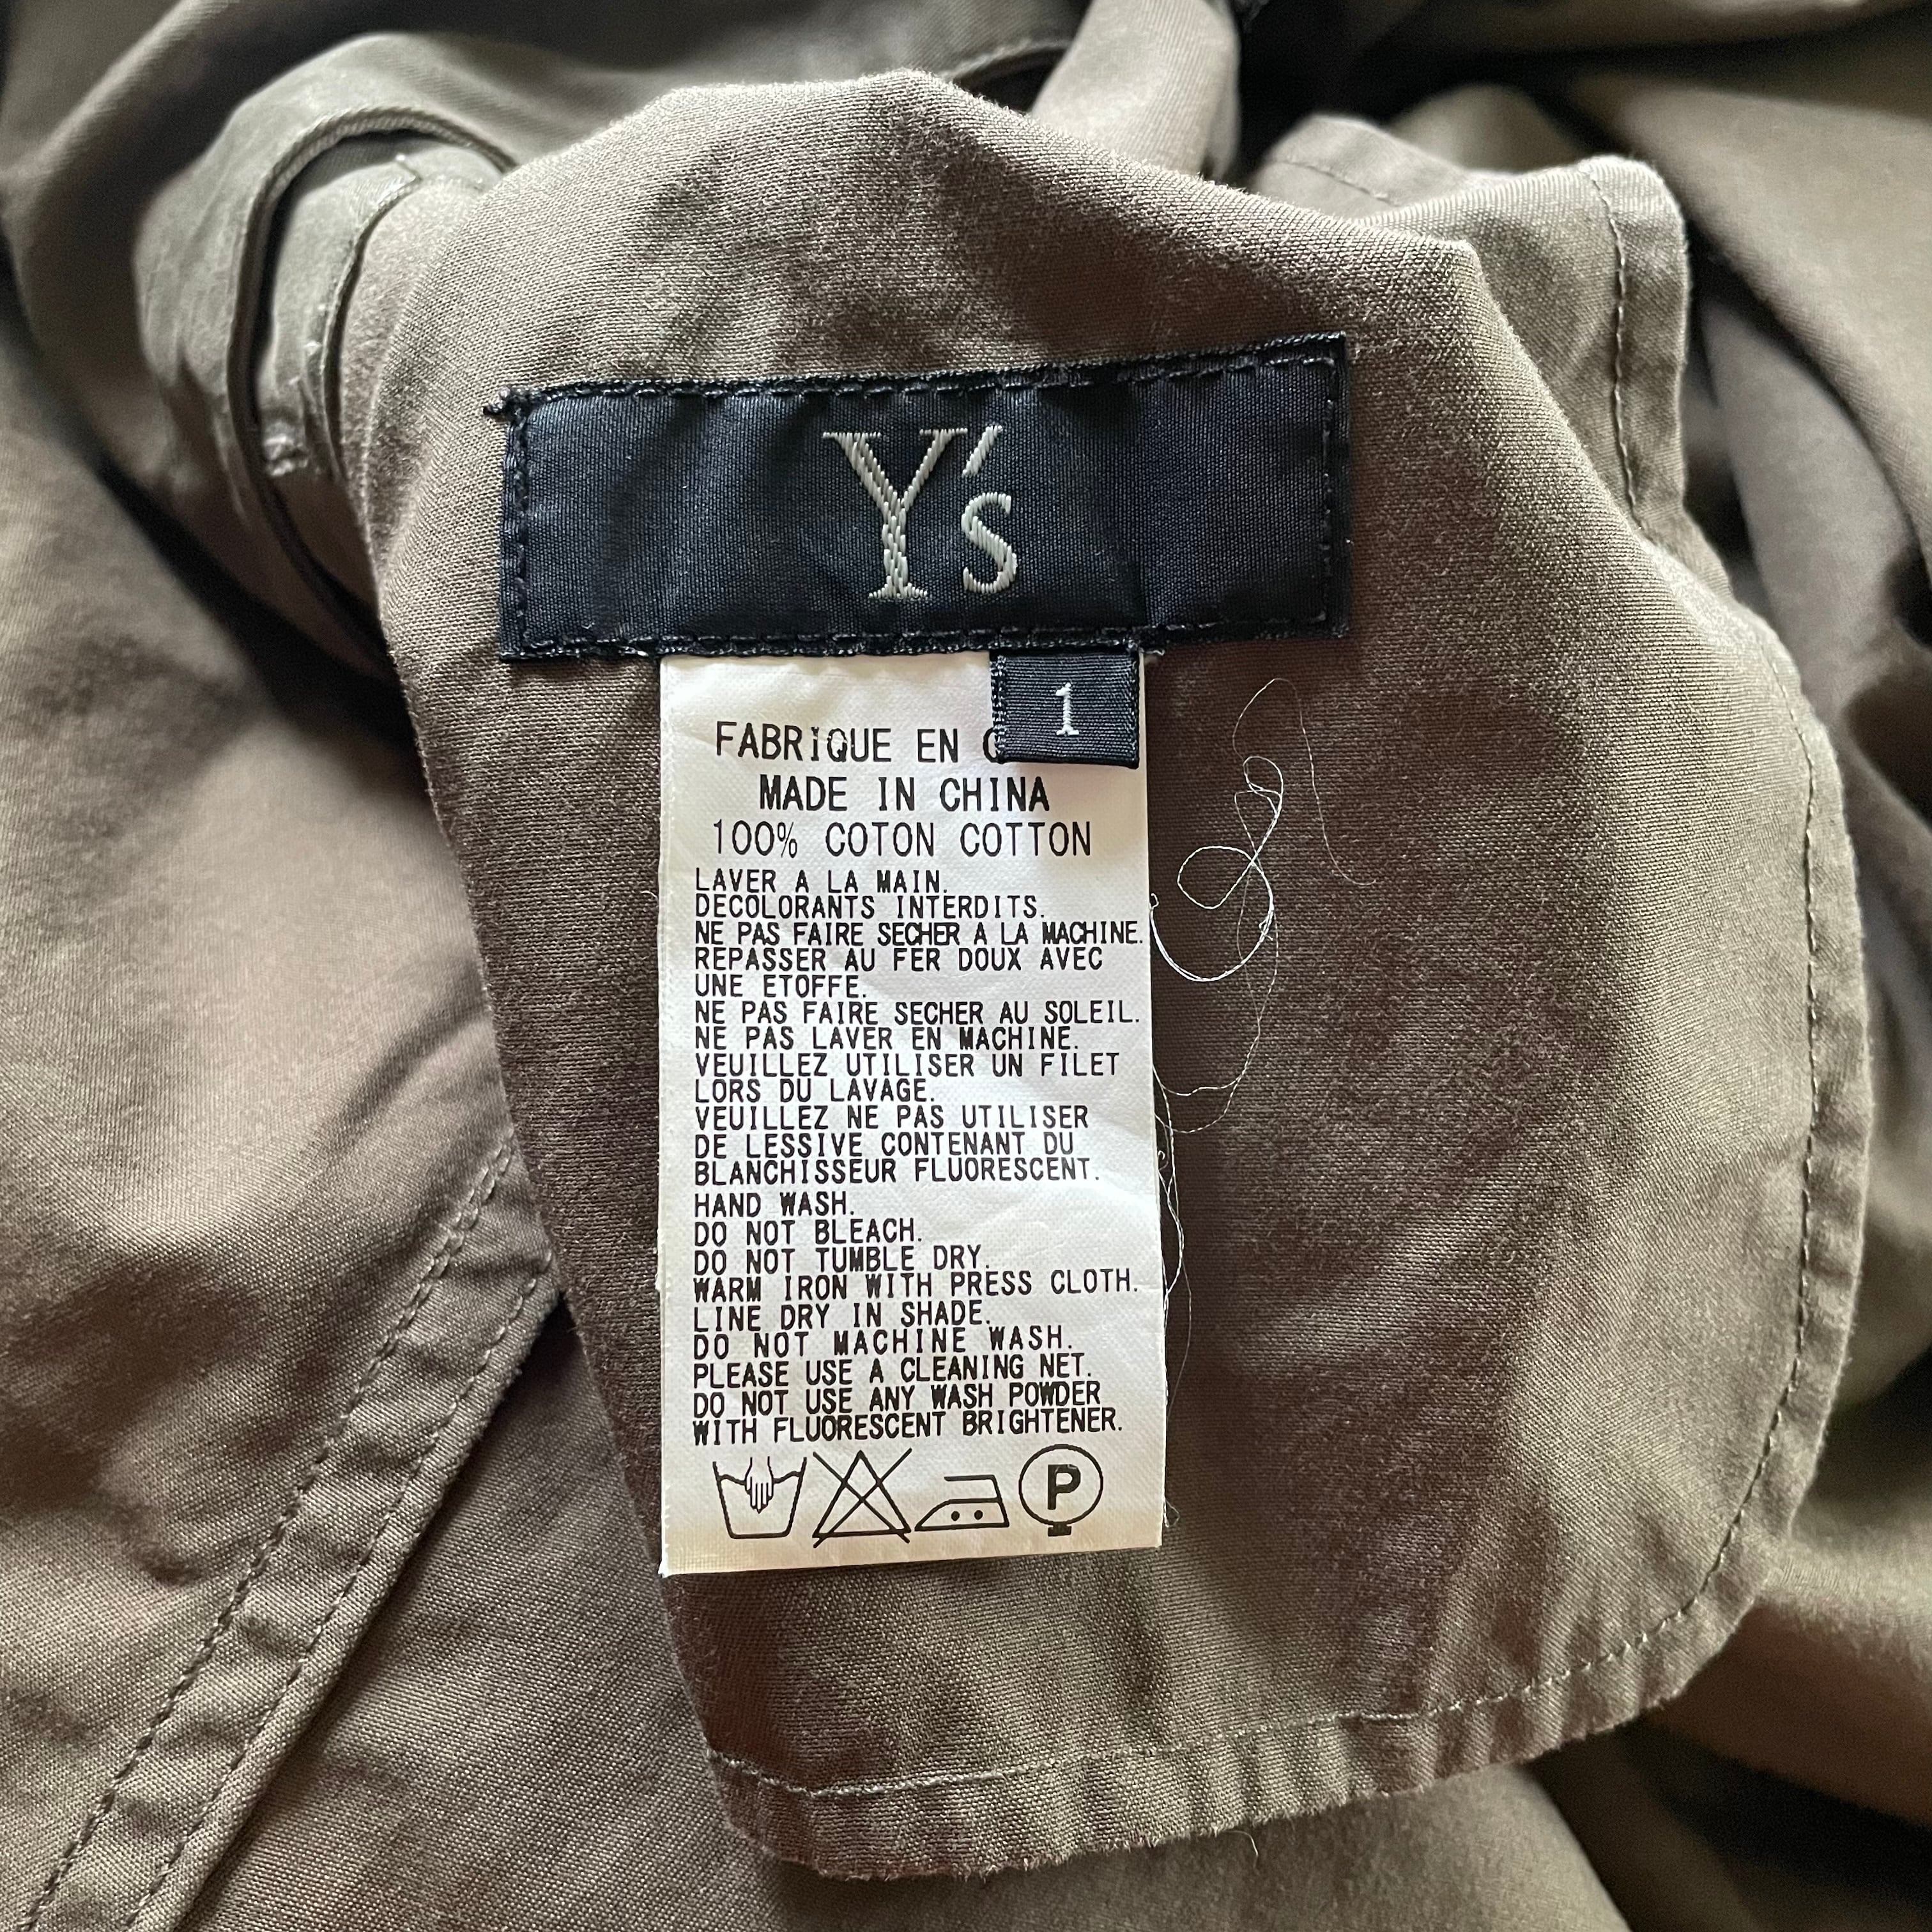 Y's
1
FABRIQUE EN
MADE IN CHINA
100% COTON COTTON
LAVER A LA MAIN.
DECOLORANTS INTERDITS.
NE PAS FAIRE SECHER A LA MACHINE.
REPASSER AU FER DOUX AVEC
UNE ETOFFE.
NE PAS FAIRE SECHER AU SOLEIL.
NE PAS LAVER EN MACHINE.
VEUILLEZ UTILISER UN FILET
LORS DU LAVAGE.
VEUILLEZ NE PAS UTILISER
DE LESSIVE CONTENANT DU
BLANCHISSEUR FLUORESCENT.
HAND WASH.
DO NOT BLEACH.
DO NOT TUMBLE DRY.
WARM IRON WITH PRESS CLOTH.
LINE DRY IN SHADE.
DO NOT MACHINE WASH.
PLEASE USE A CLEANING NET.
DO NOT USE ANY WASH POWDER
WITH FLUORESCENT BRIGHTENER.
P